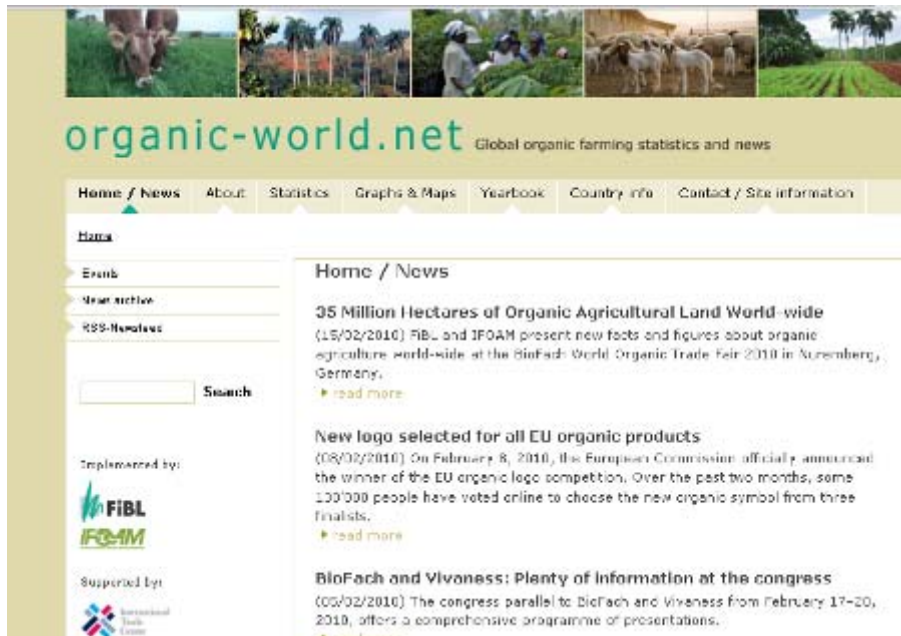 organic-world.net Global organic farming statistics and news
Home / News About Statistics Graphs & Maps Yearbook Country info Contact / Site information
Home
Events
News archive
RSS-Newsfeed
Search
Implemented by:
FiBL
IFOAM
Supported by:
International
Trade
Centre
Home / News
35 Million Hectares of Organic Agricultural Land World-wide
(15/02/2010) FiBL and IFOAM present new facts and figures about organic
agriculture world-wide at the BioFach World Organic Trade Fair 2010 in Nuremberg,
Germany.
read more
New logo selected for all EU organic products
(08/02/2010) On February 8, 2010, the European Commission officially announced
the winner of the EU organic logo competition. Over the past two months, some
130'000 people have voted online to choose the new organic symbol from three
finalists.
read more
BioFach and Vivaness: Plenty of information at the congress
(05/02/2010) The congress parallel to BioFach and Vivaness from February 17-20,
2010, offers a comprehensive programme of presentations.